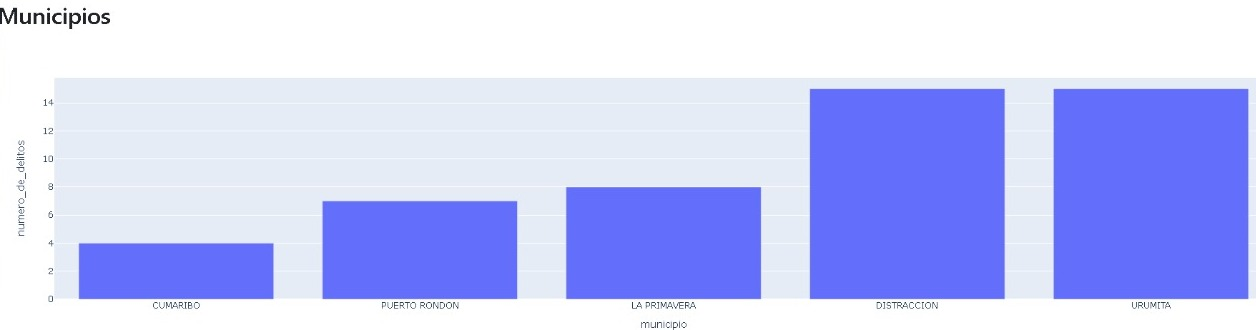 Municipios
numero_de_delitos
14
12
10
8
6
4
2
0
CUMARIBO
PUERTO RONDON
LA PRIMAVERA
DISTRACCION
URUMITA
municipio